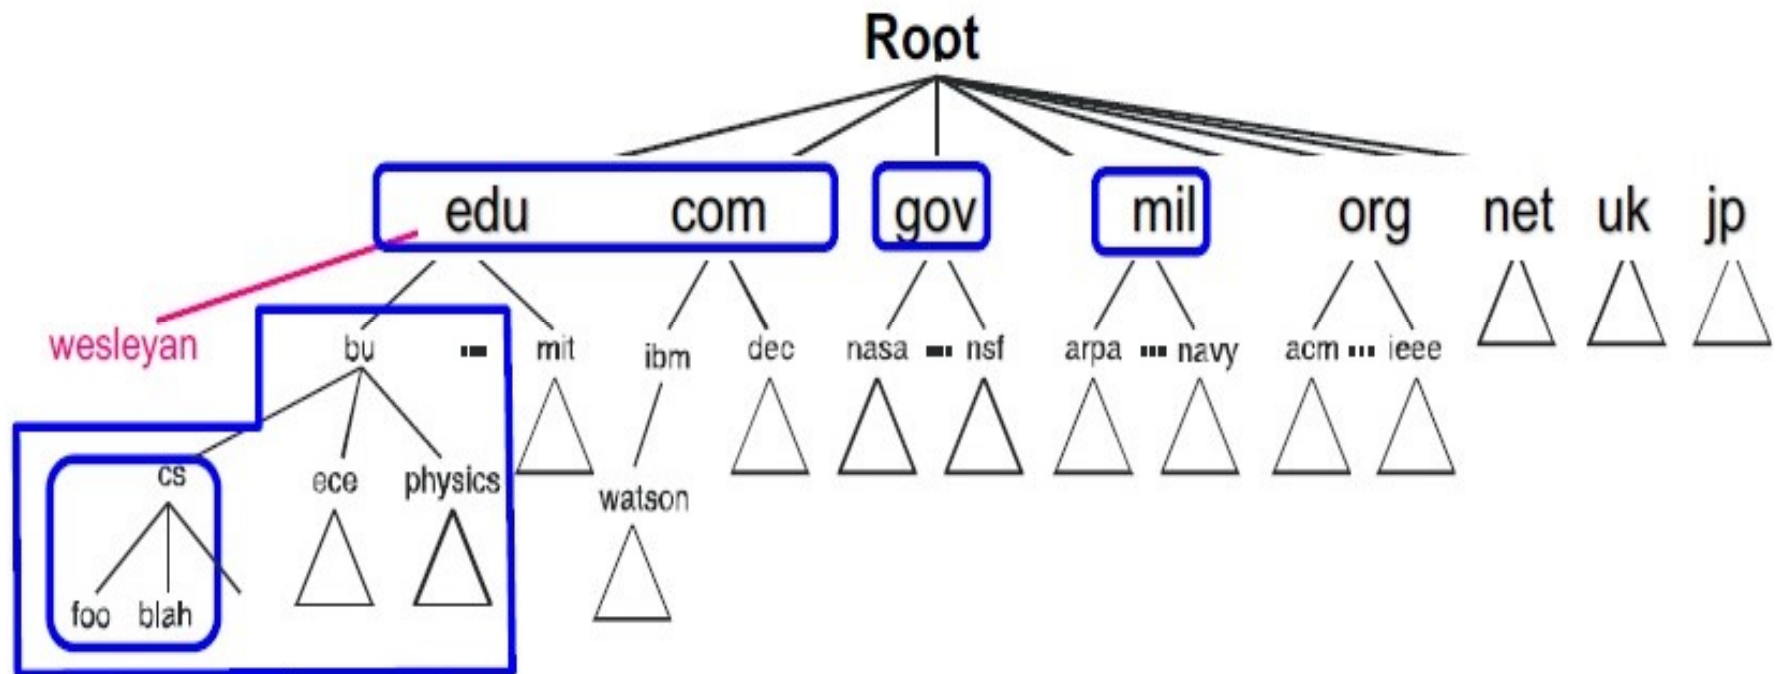 Root
edu com gov mil org net uk jp
wesleyan bu mit ibm dec nasa nsf arpa navy acm ieee
cs ece physics watson
foo blah